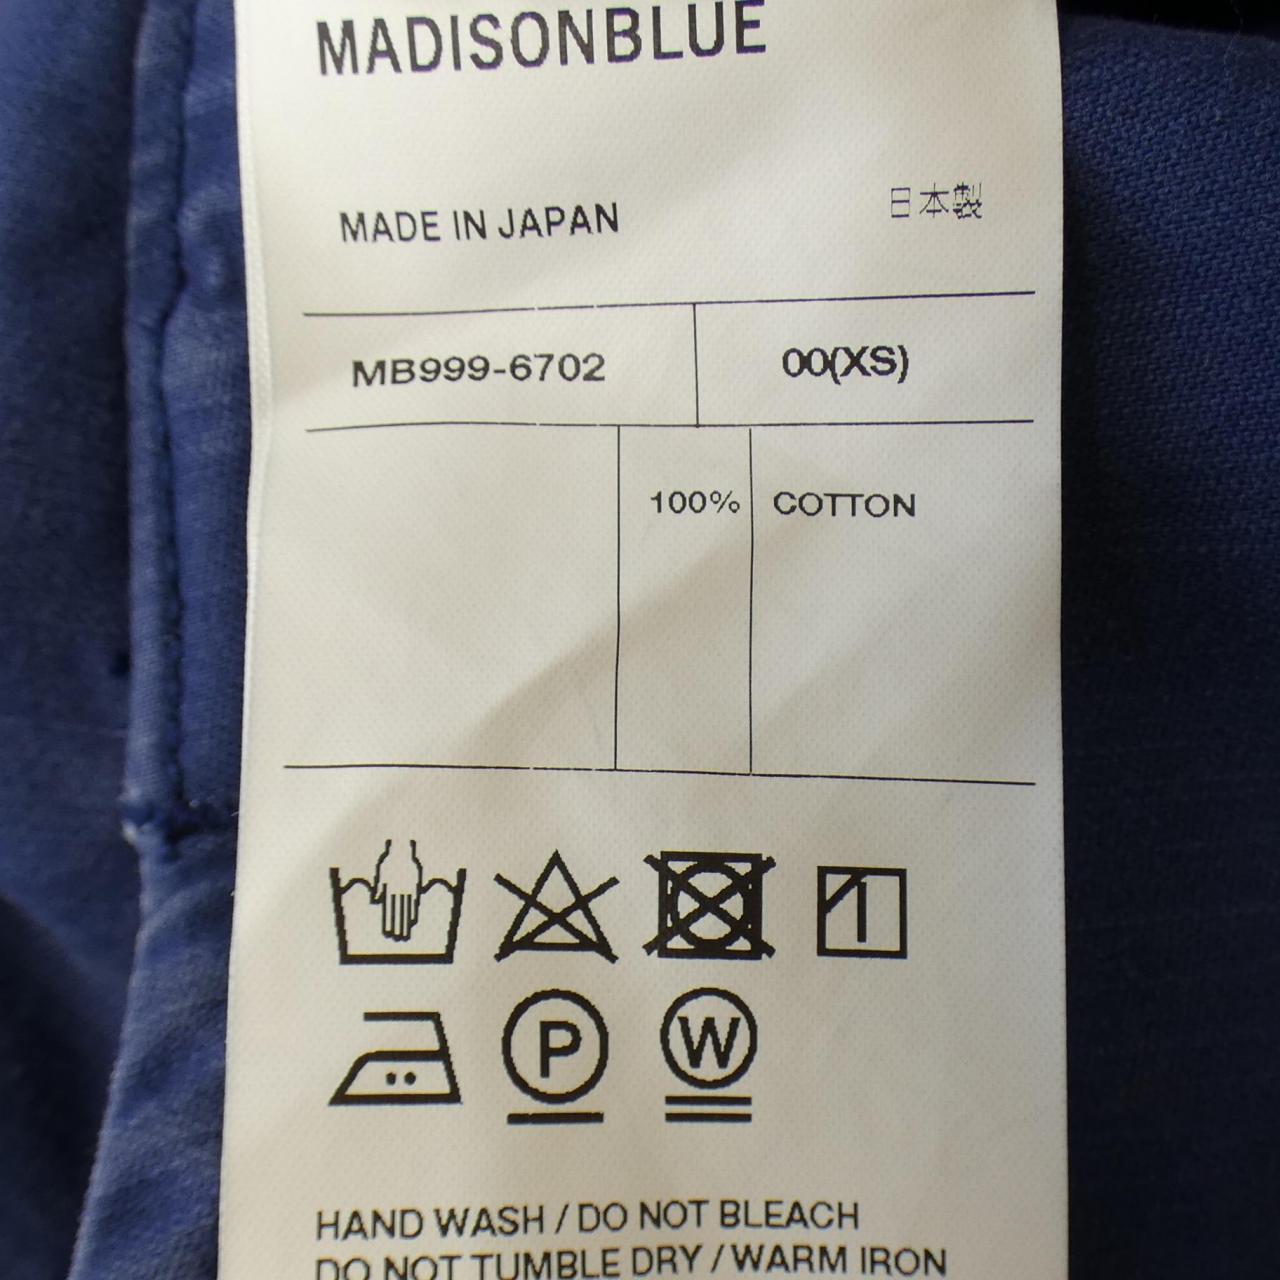 MADISONBLUE
MADE IN JAPAN 日本製
MB999-6702 00(XS)
100% COTTON
P W
HAND WASH / DO NOT BLEACH
DO NOT TUMBLE DRY / WARM IRON